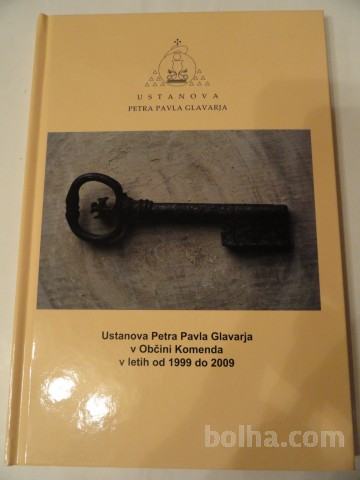 USTANOVA
PETRA PAVLA GLAVARJA
Ustanova Petra Pavla Glavarja
v Občini Komenda
v letih od 1999 do 2009
bolha.com